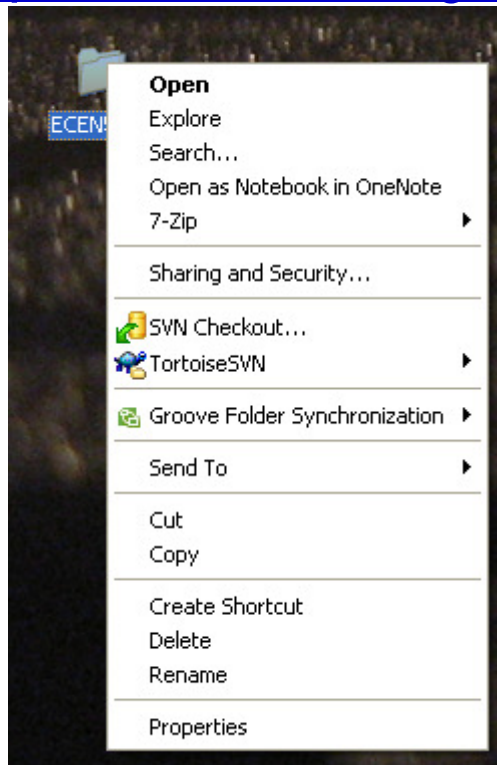 ECEN
Open
Explore
Search...
Open as Notebook in OneNote
7-Zip
Sharing and Security...
SVN Checkout...
TortoiseSVN
Groove Folder Synchronization
Send To
Cut
Copy
Create Shortcut
Delete
Rename
Properties